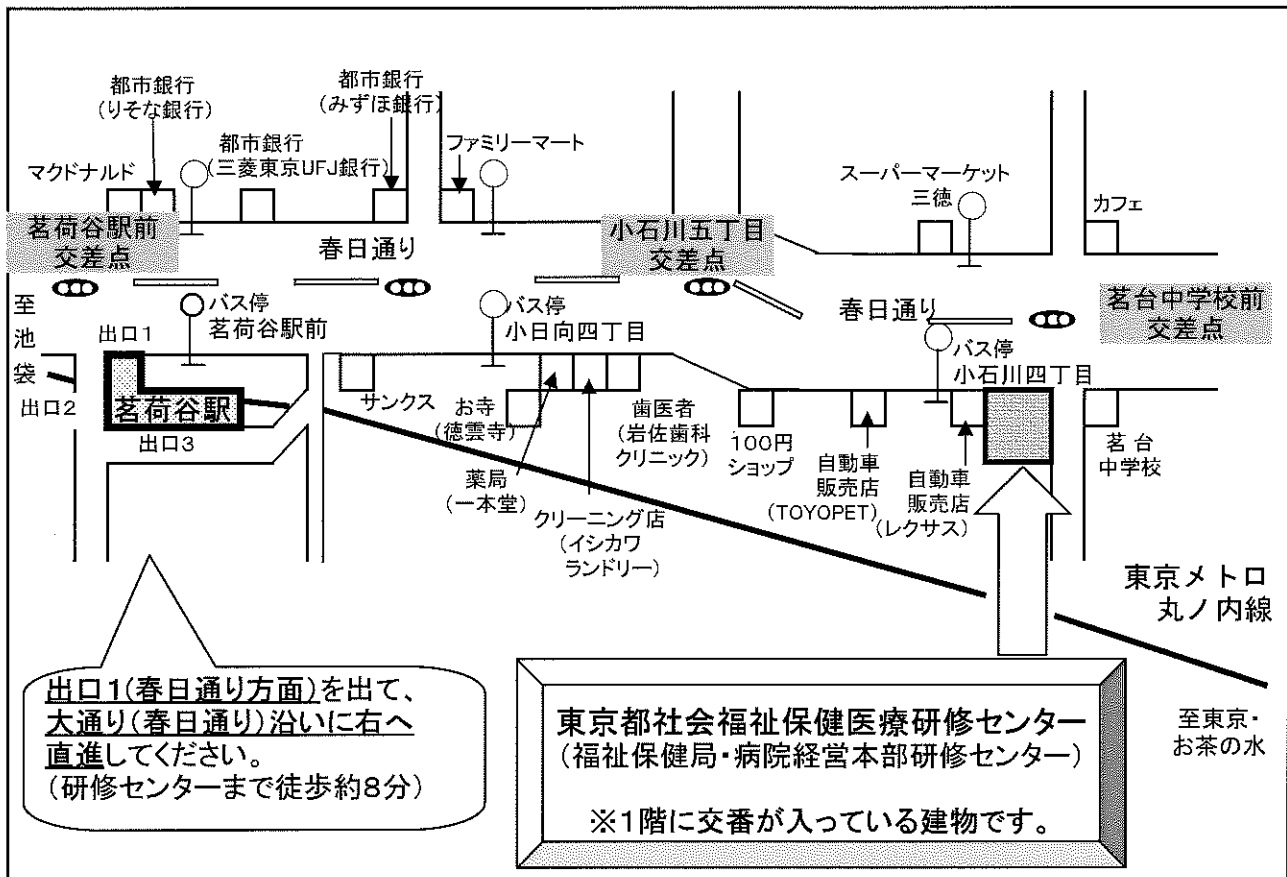 都市銀行
(りそな銀行)
都市銀行
(みずほ銀行)
都市銀行
(三菱東京UFJ銀行)
マクドナルド
ファミリーマート
スーパーマーケット
三徳
カフェ
茗荷谷駅前
交差点
春日通り
小石川五丁目
交差点
茗台中学校前
交差点
春日通り
至
池
袋
出口1
バス停
茗荷谷駅前
バス停
小日向四丁目
バス停
小石川四丁目
出口2
茗荷谷駅
出口3
サンクス
お寺
(徳雲寺)
薬局
(一本堂)
クリーニング店
(イシカワ
ランドリー)
歯医者
(岩佐歯科
クリニック)
100円
ショップ
自動車
販売店
(TOYOPET)
自動車
販売店
(レクサス)
茗台
中学校
東京メトロ
丸ノ内線
至東京・
お茶の水
出口1(春日通り方面)を出て、
大通り(春日通り)沿いに右へ
直進してください。
(研修センターまで徒歩約8分)
東京都社会福祉保健医療研修センター
(福祉保健局・病院経営本部研修センター)
※1階に交番が入っている建物です。